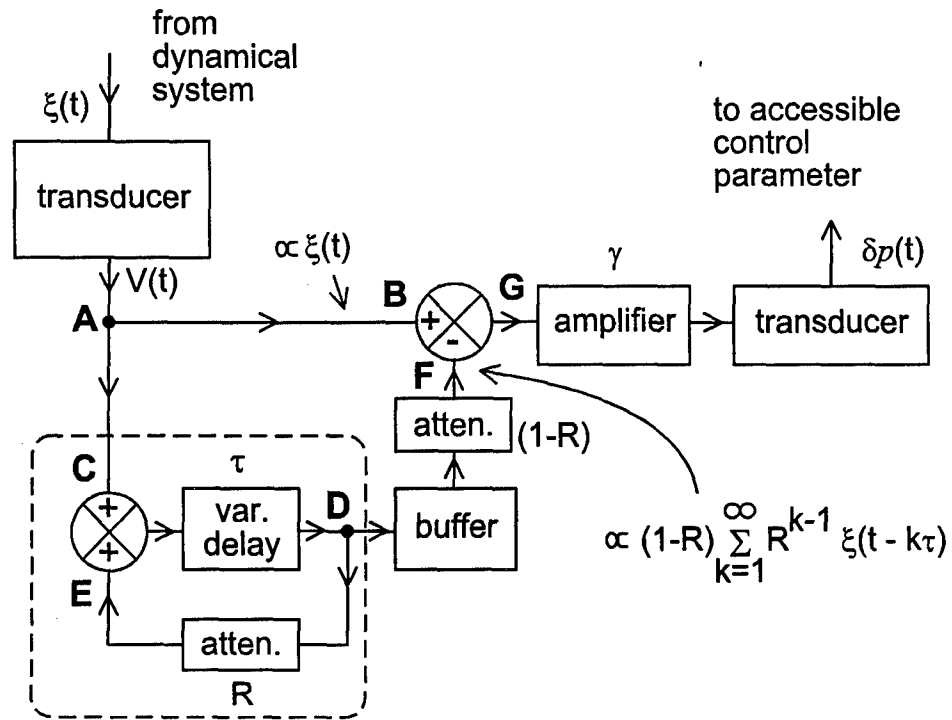 from
dynamical
system
ξ(t)
transducer
V(t)
A
∝ ξ(t)
B
+
-
G
γ
amplifier
transducer
to accessible
control
parameter
δp(t)
F
atten.
(1-R)
buffer
∝ (1-R) ∑ R^{k-1} ξ(t - kτ)
∞
k=1
C
+
+
E
τ
var.
delay
D
atten.
R